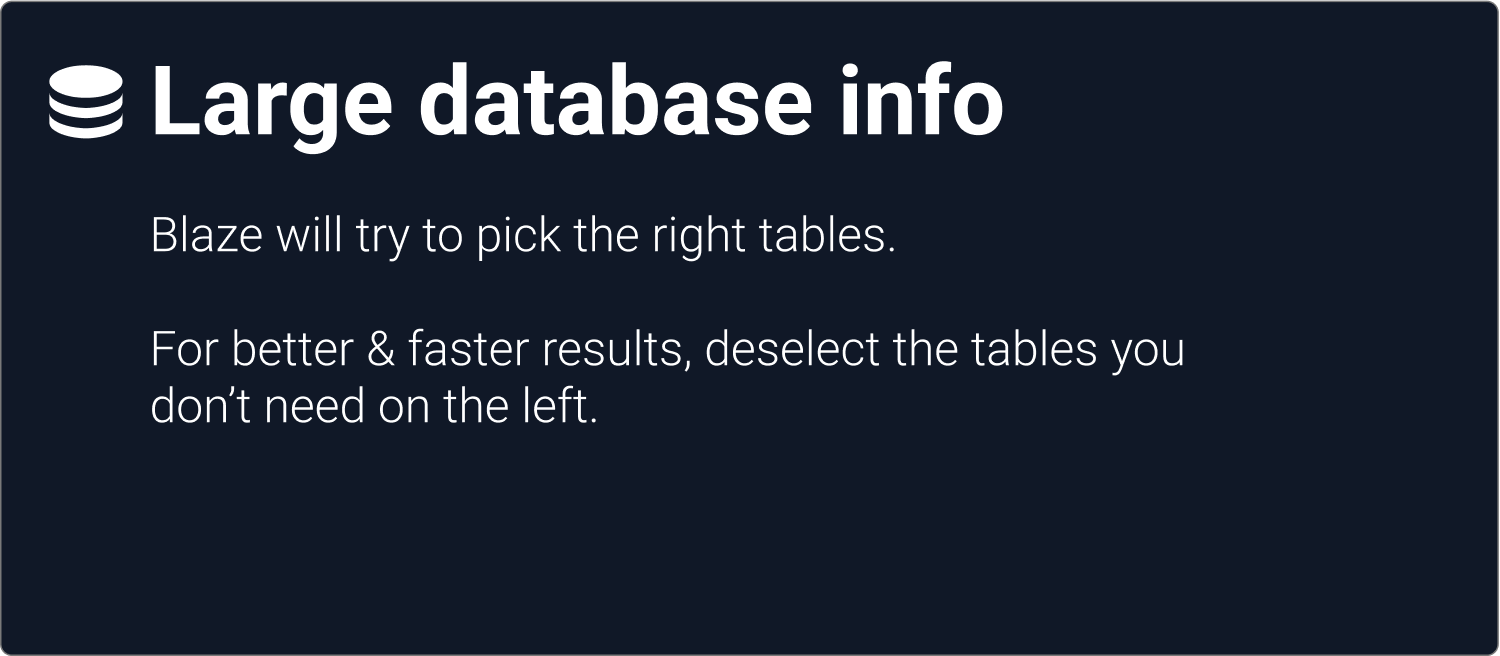 Large database info
Blaze will try to pick the right tables.
For better & faster results, deselect the tables you
don’t need on the left.